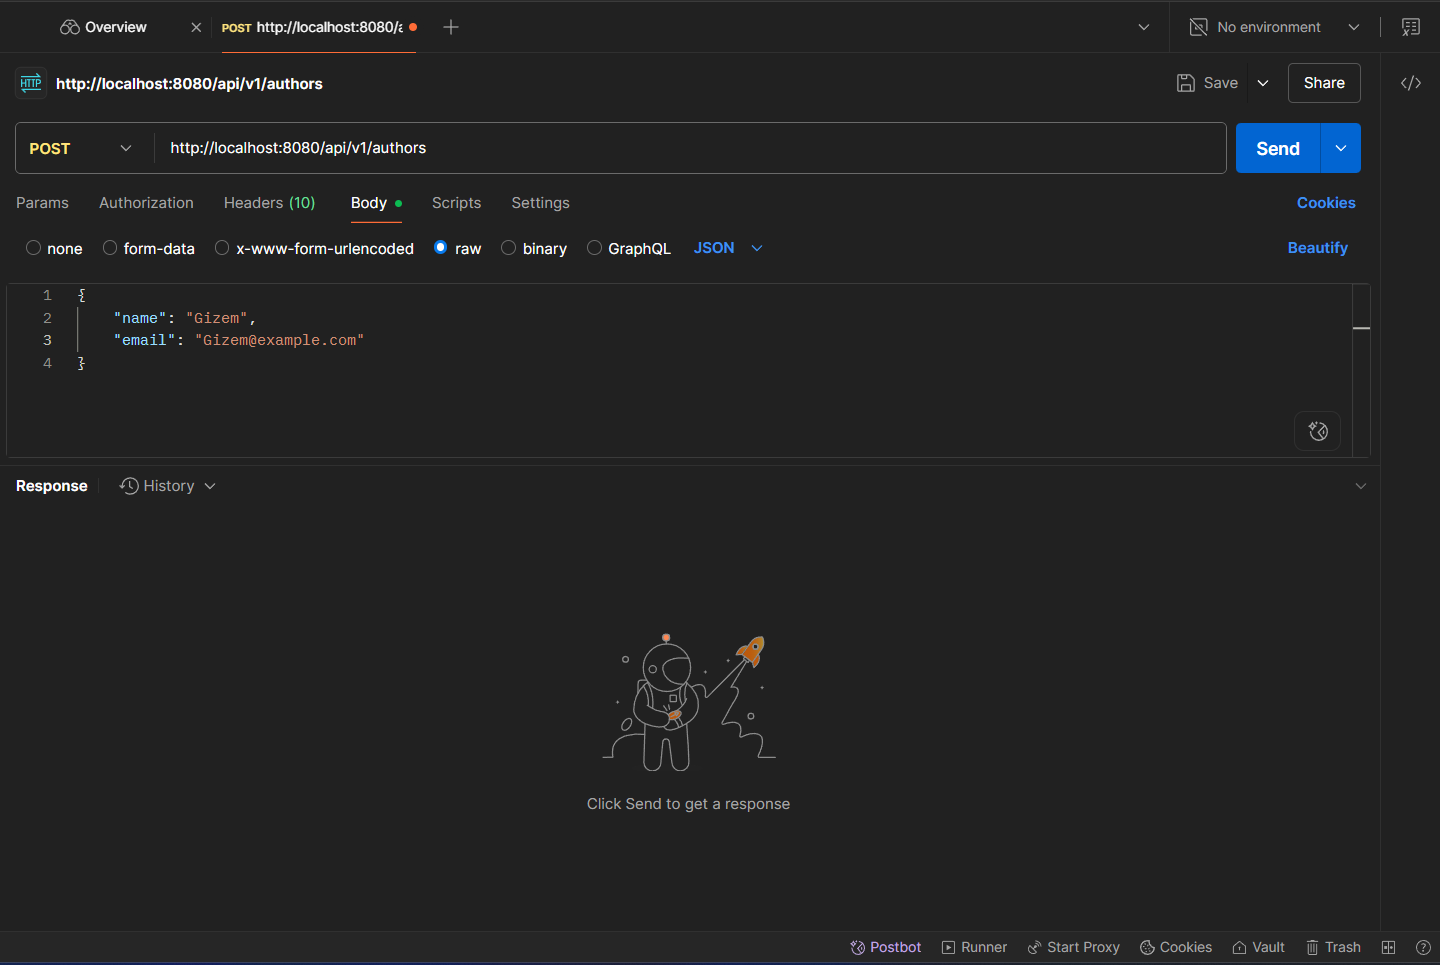 Overview
POST http://localhost:8080/a
No environment
HTTP http://localhost:8080/api/v1/authors
Save
Share
POST http://localhost:8080/api/v1/authors
Send
Params Authorization Headers (10) Body Scripts Settings
Cookies
none form-data x-www-form-urlencoded raw binary GraphQL JSON
Beautify
1 {
2 "name": "Gizem",
3 "email": "Gizem@example.com"
4 }
Response History
Click Send to get a response
Postbot Runner Start Proxy Cookies Vault Trash